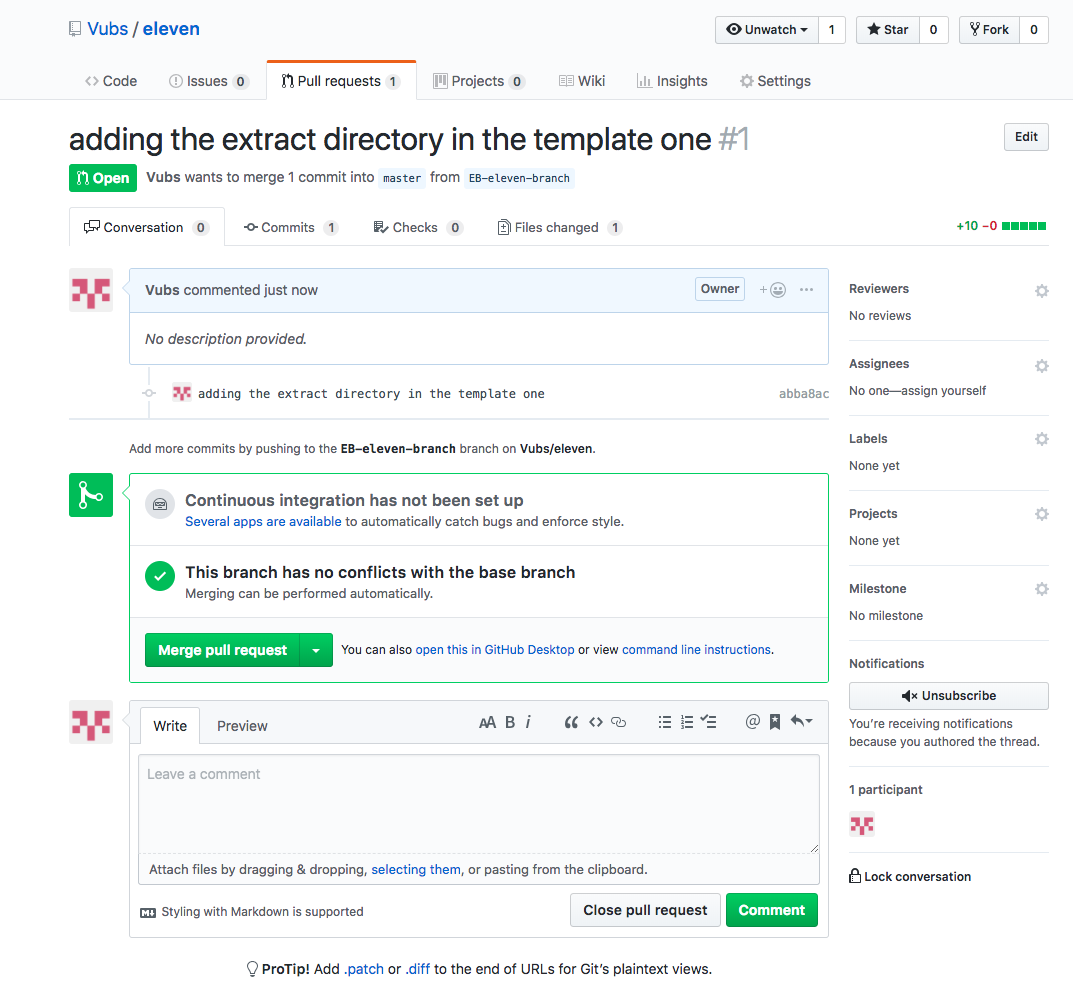 Vubs / eleven
Unwatch 1 Star 0 Fork 0
Code Issues 0 Pull requests 1 Projects 0 Wiki Insights Settings
adding the extract directory in the template one #1
Edit
Open Vubs wants to merge 1 commit into master from EB-eleven-branch
Conversation 0 Commits 1 Checks 0 Files changed 1
+10 −0
Vubs commented just now
Owner
No description provided.
adding the extract directory in the template one abba8ac
Add more commits by pushing to the EB-eleven-branch branch on Vubs/eleven.
Continuous integration has not been set up
Several apps are available to automatically catch bugs and enforce style.
This branch has no conflicts with the base branch
Merging can be performed automatically.
Merge pull request
You can also open this in GitHub Desktop or view command line instructions.
Write Preview
AA B i
Leave a comment
Attach files by dragging & dropping, selecting them, or pasting from the clipboard.
Styling with Markdown is supported
Close pull request Comment
ProTip! Add .patch or .diff to the end of URLs for Git’s plaintext views.
Reviewers
No reviews
Assignees
No one—assign yourself
Labels
None yet
Projects
None yet
Milestone
No milestone
Notifications
Unsubscribe
You’re receiving notifications
because you authored the thread.
1 participant
Lock conversation